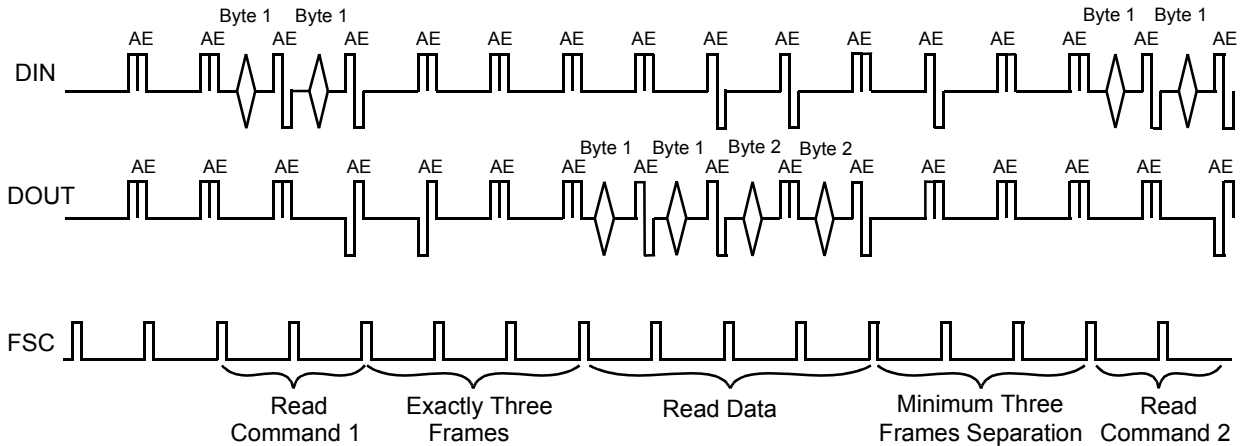 Byte 1 Byte 1 Byte 1 Byte 1
AE AE AE AE AE AE AE AE AE AE AE AE AE AE AE AE
DIN
Byte 1 Byte 1 Byte 2 Byte 2
AE AE AE AE AE AE AE AE AE AE AE AE AE AE AE AE
DOUT
FSC
Read Command 1
Exactly Three Frames
Read Data
Minimum Three Frames Separation
Read Command 2